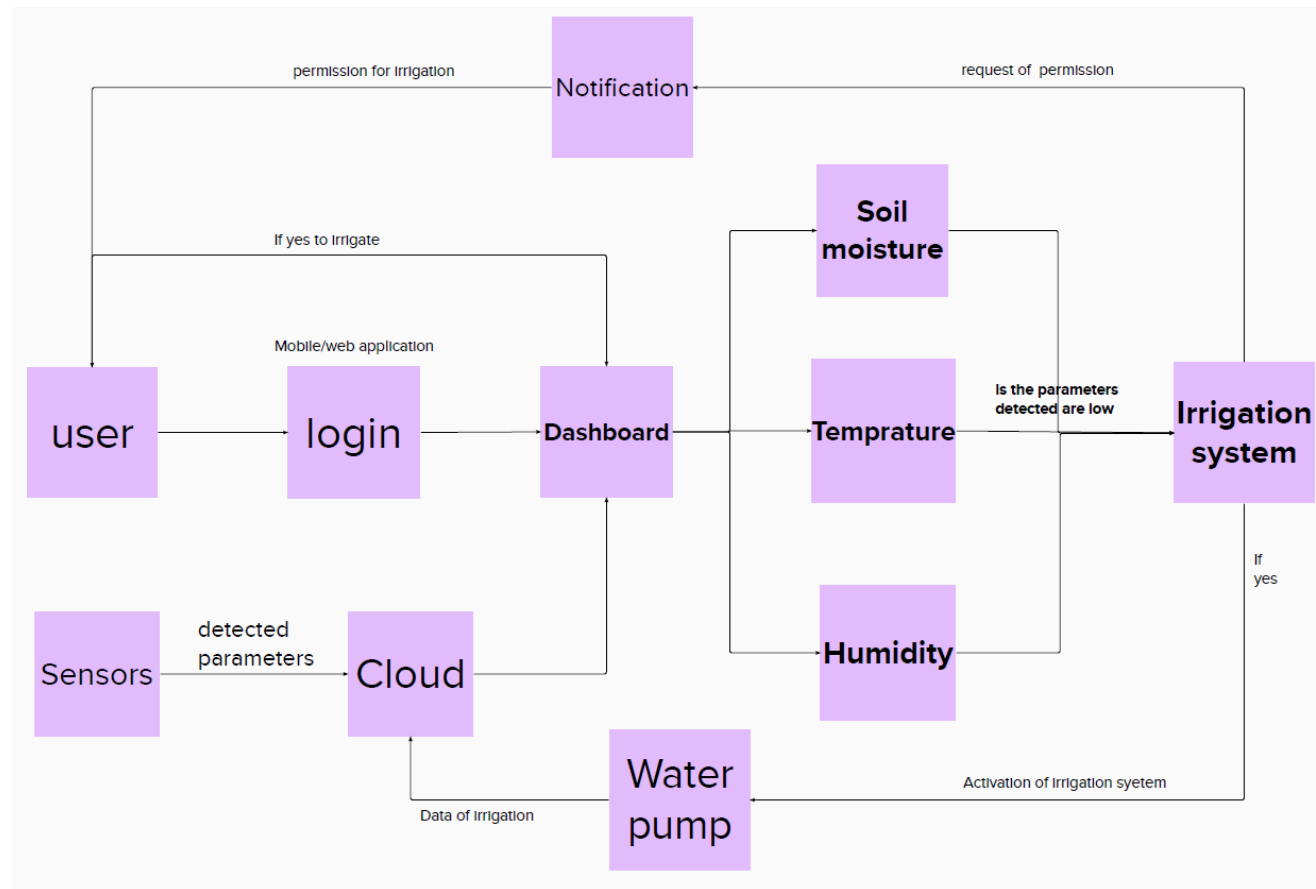 permission for irrigation
Notification
request of permission
Soil
moisture
If yes to irrigate
Mobile/web application
user
login
Dashboard
Temprature
Is the parameters
detected are low
Irrigation
system
If
yes
Sensors
detected
parameters
Cloud
Humidity
Water
pump
Activation of irrigation syetem
Data of irrigation